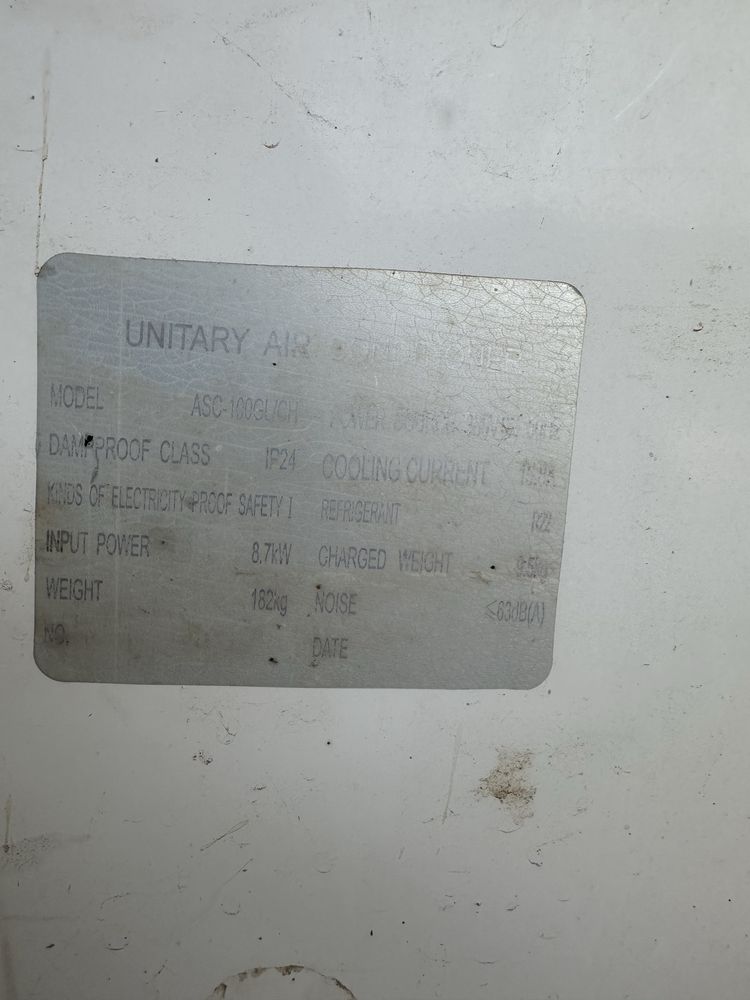 UNITARY AIR
MODEL
DAMPPROOF CLASS IP24 COOLING CURRENT
KINDS OF ELECTRICITY PROOF SAFETY I REFRIGERANT R22
INPUT POWER 8.7kW CHARGED WEIGHT
WEIGHT 182kg NOISE ≤63dB(A)
NO. DATE